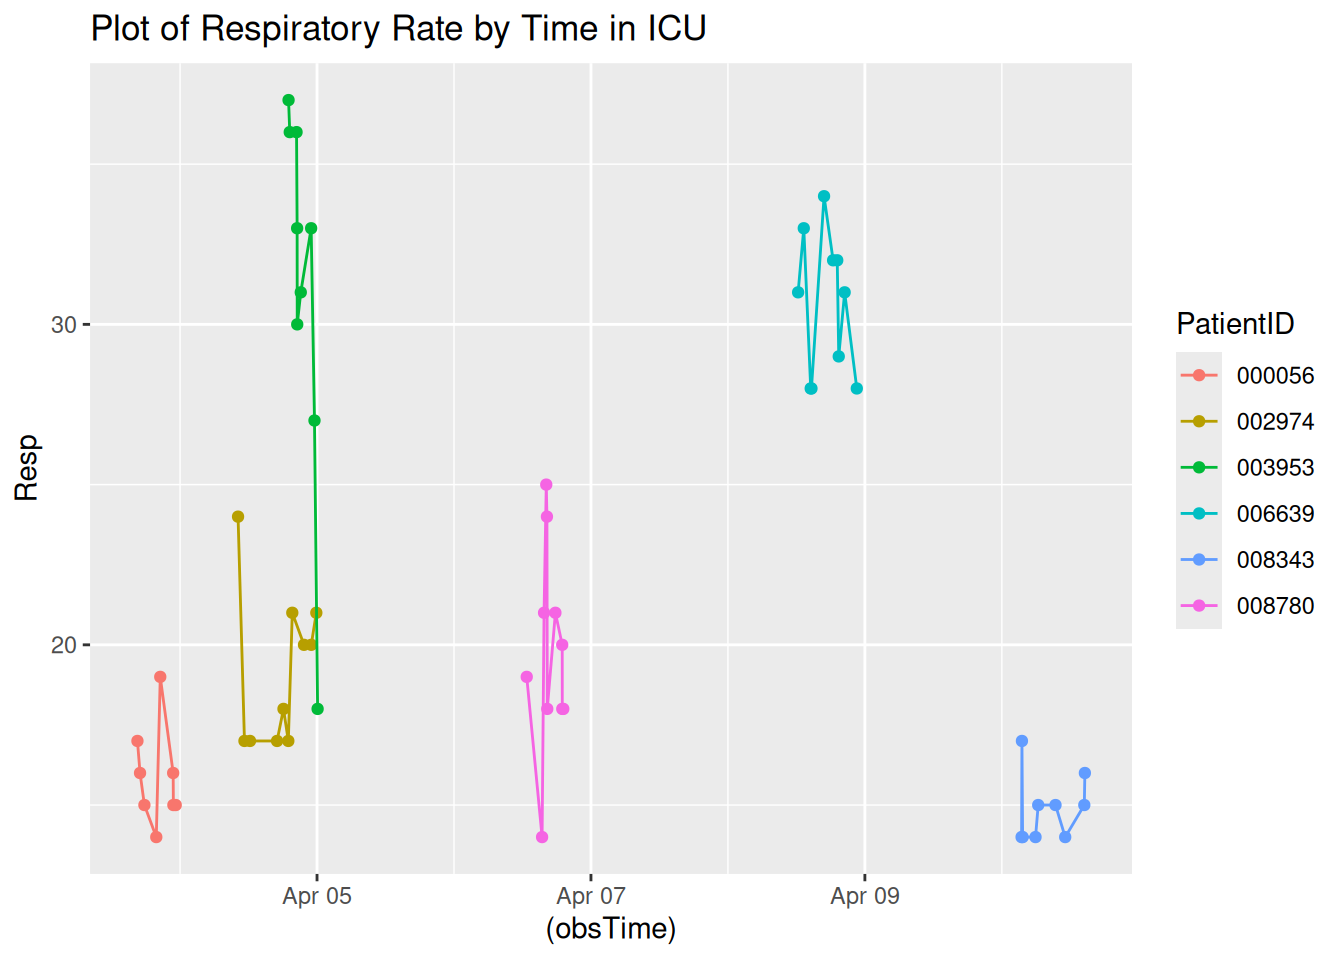 Plot of Respiratory Rate by Time in ICU
Resp
30
20
Apr 05
Apr 07
Apr 09
(obsTime)
PatientID
000056
002974
003953
006639
008343
008780